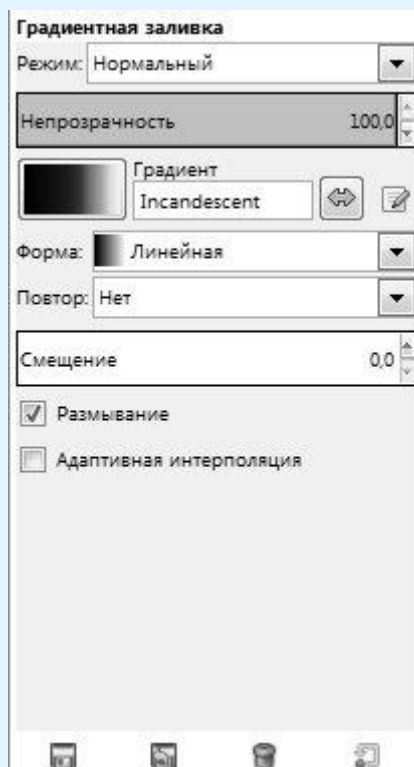 Градиентная заливка
Режим: Нормальный
Непрозрачность 100,0
Градиент
Incandescent
Форма: Линейная
Повтор: Нет
Смещение 0,0
Размывание
Адаптивная интерполяция